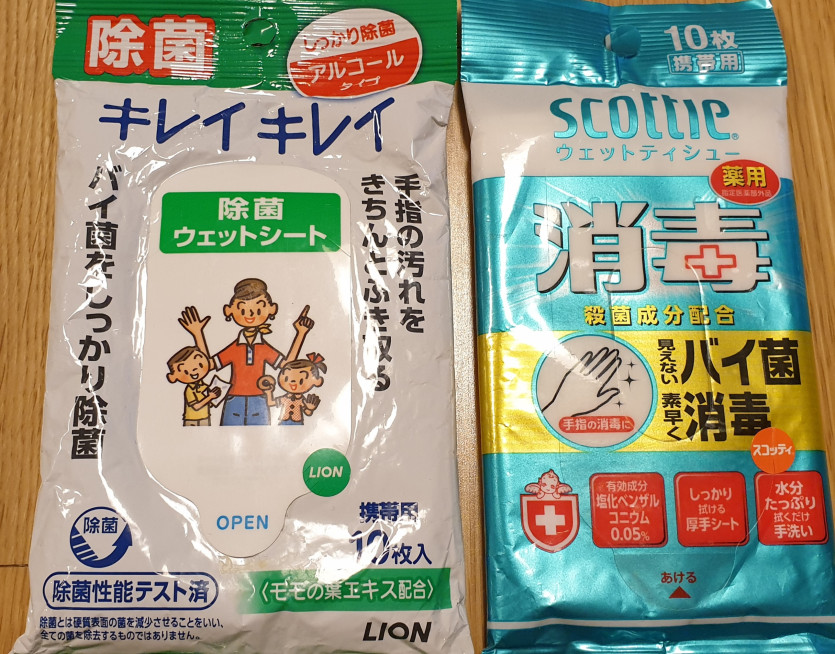 除菌
しっかり除菌
アルコール
タイプ
キレイキレイ
バイ菌をしっかり除菌
手指の汚れを
きちんとふき取る
除菌
ウェットシート
LION
OPEN
携帯用
10枚入
除菌
除菌性能テスト済
〈モモの葉エキス配合〉
除菌とは硬質表面の菌を減少させることをいい、
全ての菌を除去するものではありません。
LION
10枚
携帯用
scottie®
ウェットティシュー
薬用
指定医薬部外品
消毒
殺菌成分配合
見えない
バイ菌
素早く
消毒
手指の消毒に
スコッティ
有効成分
塩化ベンザル
コニウム
0.05%
しっかり
拭ける
厚手シート
水分
たっぷり
拭くだけ
手洗い
あける